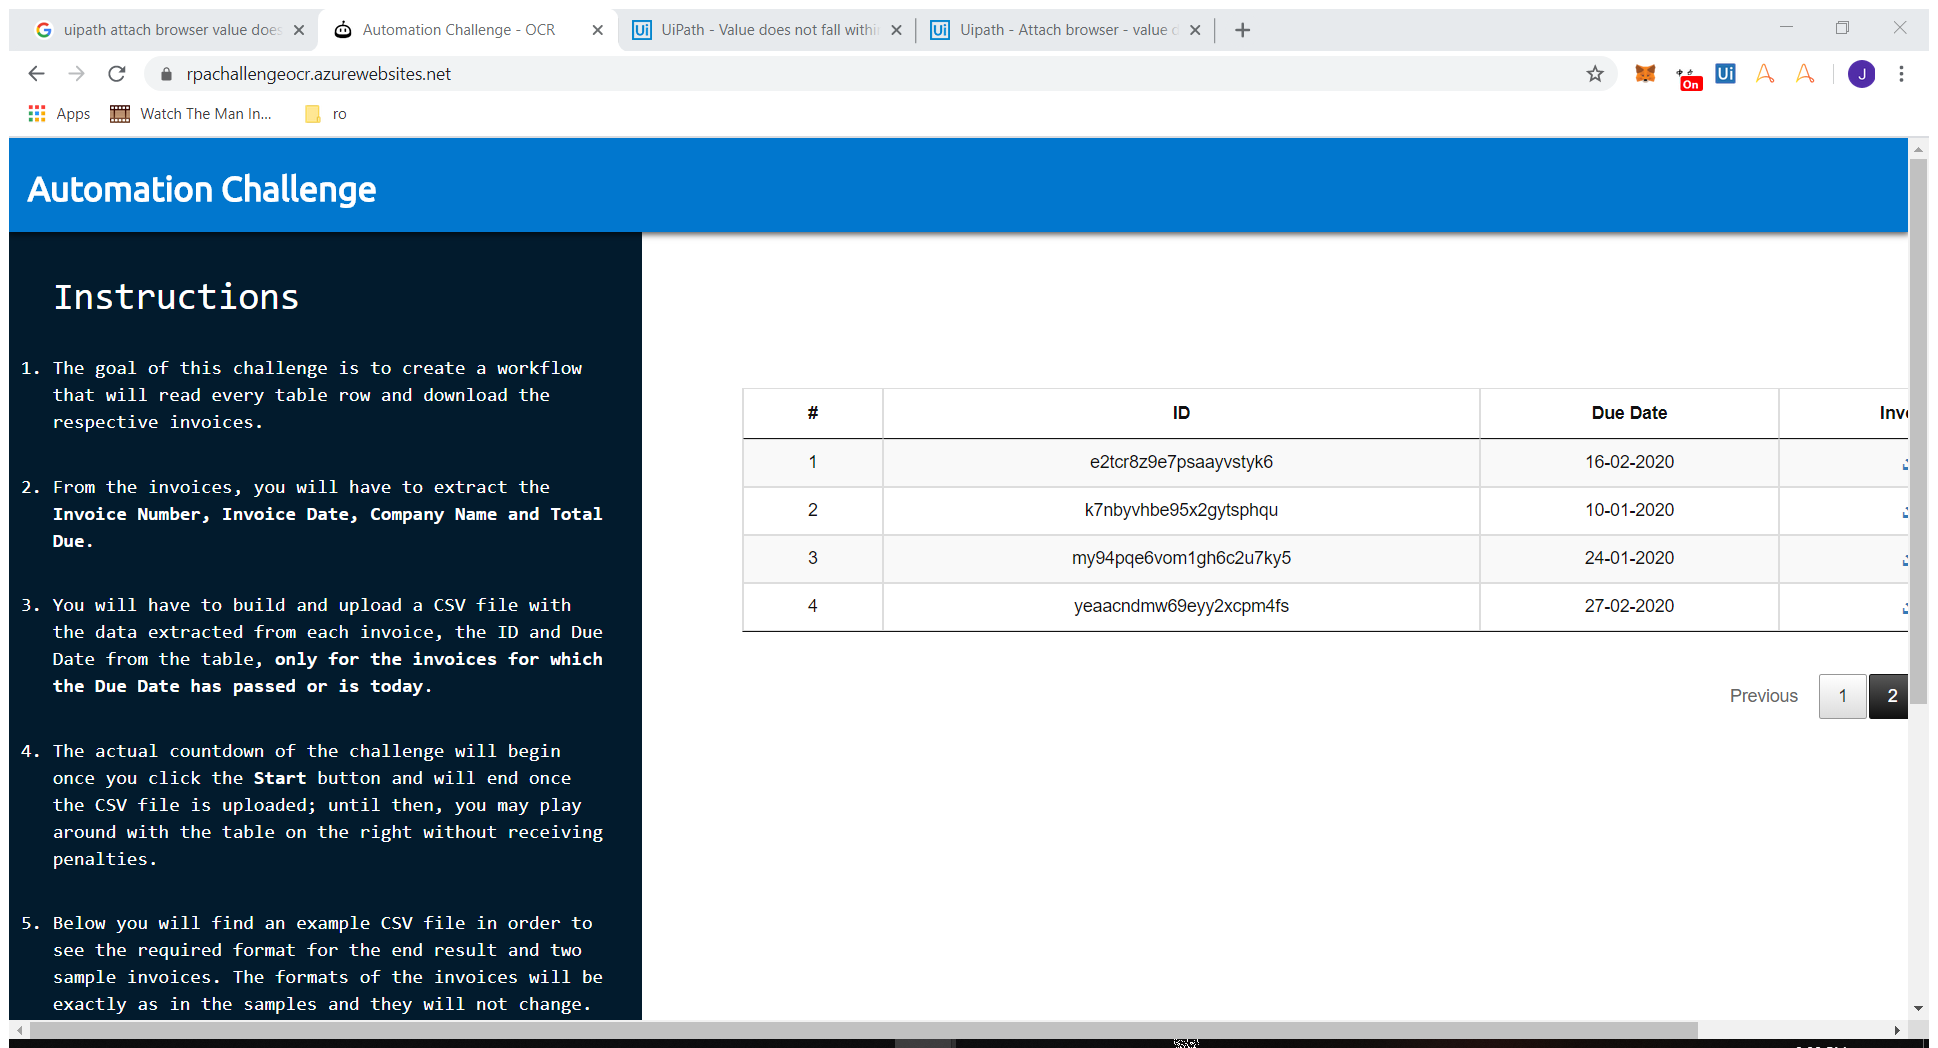 uipath attach browser value does
Automation Challenge - OCR
UiPath - Value does not fall withi
Uipath - Attach browser - value d
rpachallengeocr.azurewebsites.net
On
Ui
J
Apps
Watch The Man In...
ro
Automation Challenge
Instructions
1. The goal of this challenge is to create a workflow
that will read every table row and download the
respective invoices.
2. From the invoices, you will have to extract the
Invoice Number, Invoice Date, Company Name and Total
Due.
3. You will have to build and upload a CSV file with
the data extracted from each invoice, the ID and Due
Date from the table, only for the invoices for which
the Due Date has passed or is today.
4. The actual countdown of the challenge will begin
once you click the Start button and will end once
the CSV file is uploaded; until then, you may play
around with the table on the right without receiving
penalties.
5. Below you will find an example CSV file in order to
see the required format for the end result and two
sample invoices. The formats of the invoices will be
exactly as in the samples and they will not change.
# ID Due Date Inv
1 e2tcr8z9e7psaayvstyk6 16-02-2020
2 k7nbyvhbe95x2gytsphqu 10-01-2020
3 my94pqe6vom1gh6c2u7ky5 24-01-2020
4 yeaacndmw69eyy2xcpm4fs 27-02-2020
Previous 1 2